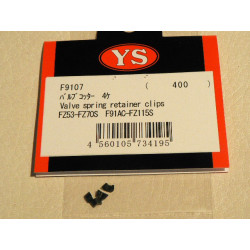 YS
F9107 ( 400 )
バルブコッター 4ケ
Valve spring retainer clips
FZ53-FZ70S F91AC-FZ115S
4 560105 734195